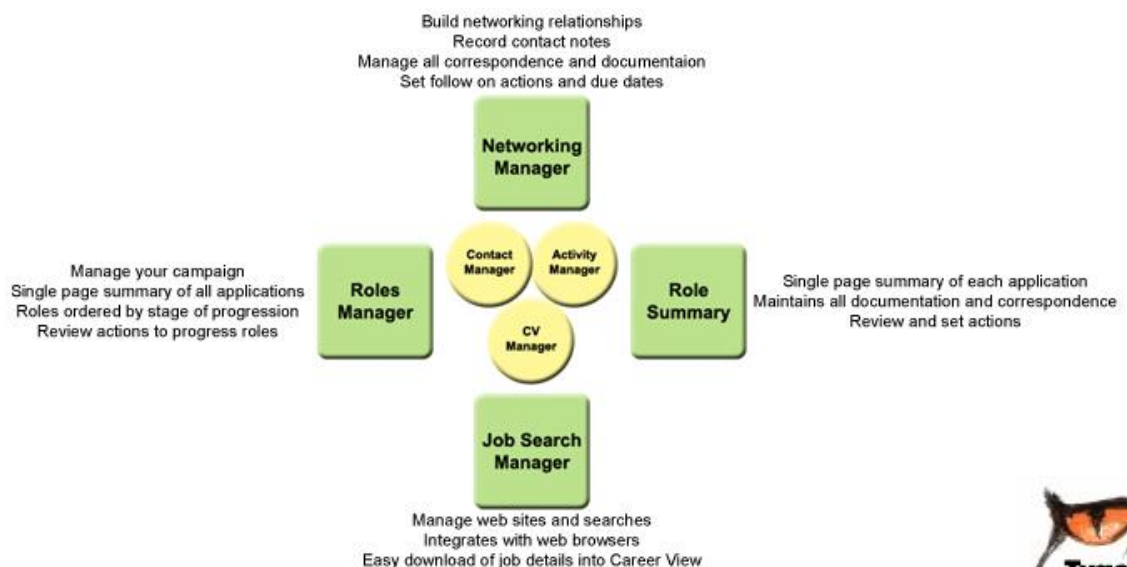 Build networking relationships
Record contact notes
Manage all correspondence and documentaion
Set follow on actions and due dates
Networking
Manager
Contact
Manager
Activity
Manager
CV
Manager
Manage your campaign
Single page summary of all applications
Roles ordered by stage of progression
Review actions to progress roles
Roles
Manager
Role
Summary
Single page summary of each application
Maintains all documentation and correspondence
Review and set actions
Job Search
Manager
Manage web sites and searches
Integrates with web browsers
Easy download of job details into Career View